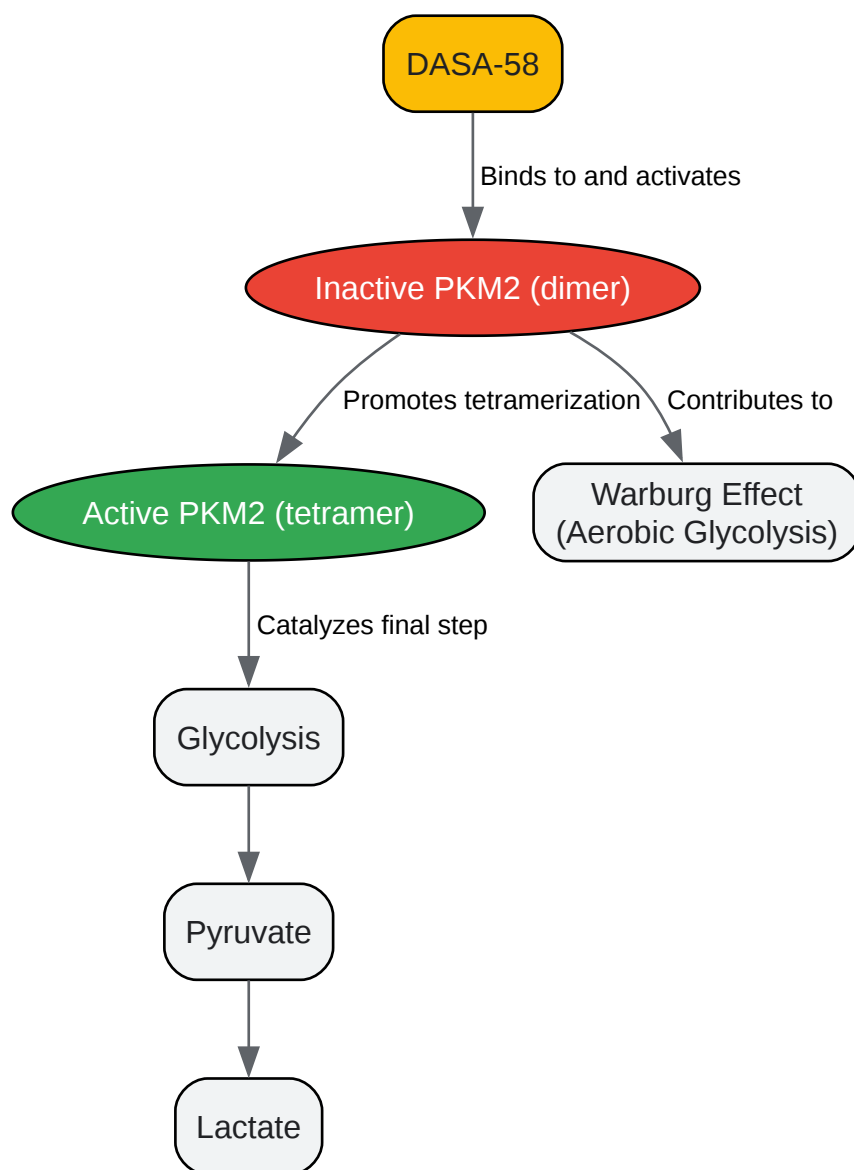 DASA-58
Binds to and activates
Inactive PKM2 (dimer)
Promotes tetramerization
Contributes to
Active PKM2 (tetramer)
Warburg Effect
(Aerobic Glycolysis)
Catalyzes final step
Glycolysis
Pyruvate
Lactate